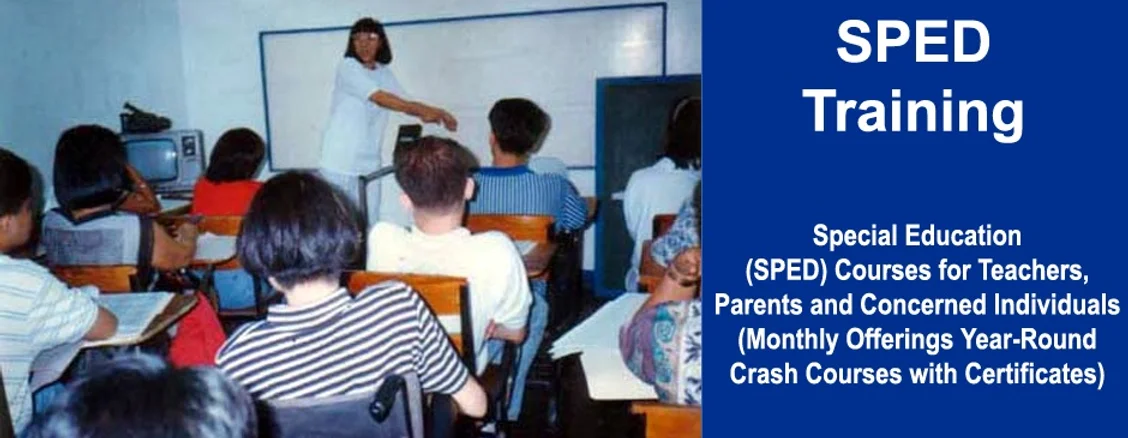 SPED
Training
Special Education
(SPED) Courses for Teachers,
Parents and Concerned Individuals
(Monthly Offerings Year-Round
Crash Courses with Certificates)